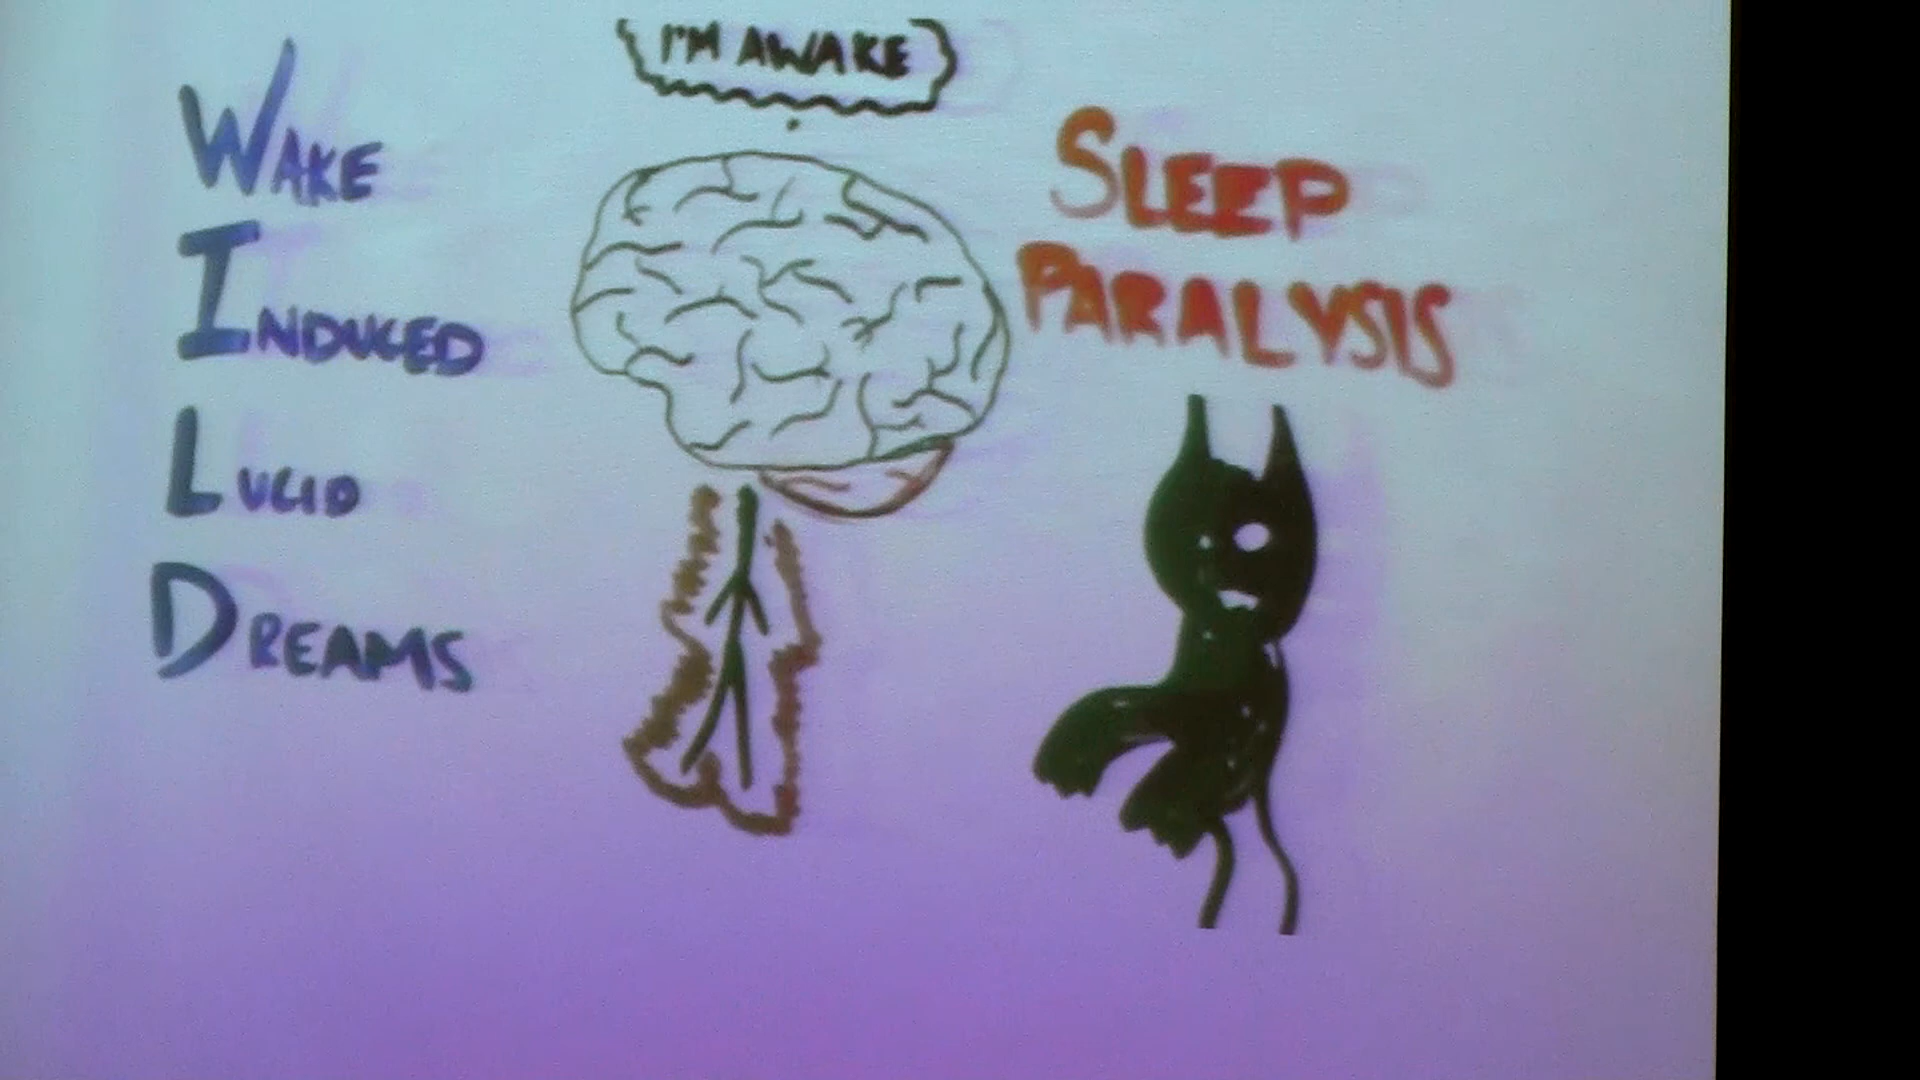 I'M AWAKE
WAKE
INDUCED
LUCID
DREAMS
SLEEP
PARALYSIS